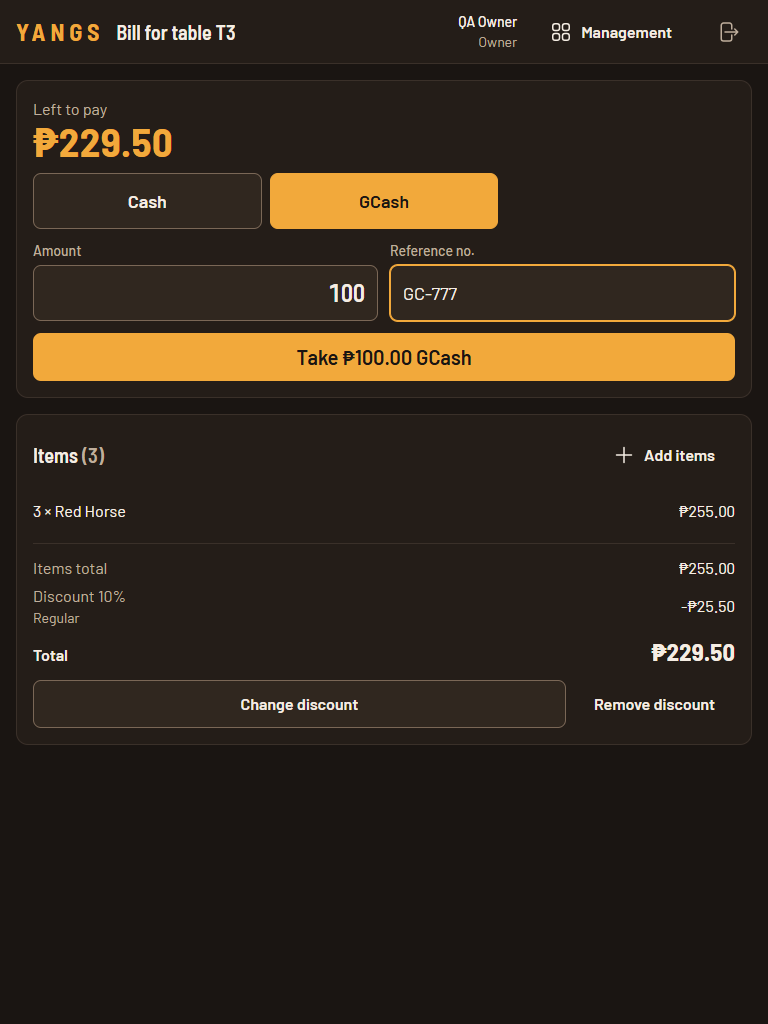 YANGS Bill for table T3
QA Owner
Owner
Management
Left to pay
₱229.50
Cash
GCash
Amount
Reference no.
100
GC-777
Take ₱100.00 GCash
Items (3)
Add items
3 × Red Horse ₱255.00
Items total ₱255.00
Discount 10%
Regular
-₱25.50
Total ₱229.50
Change discount
Remove discount